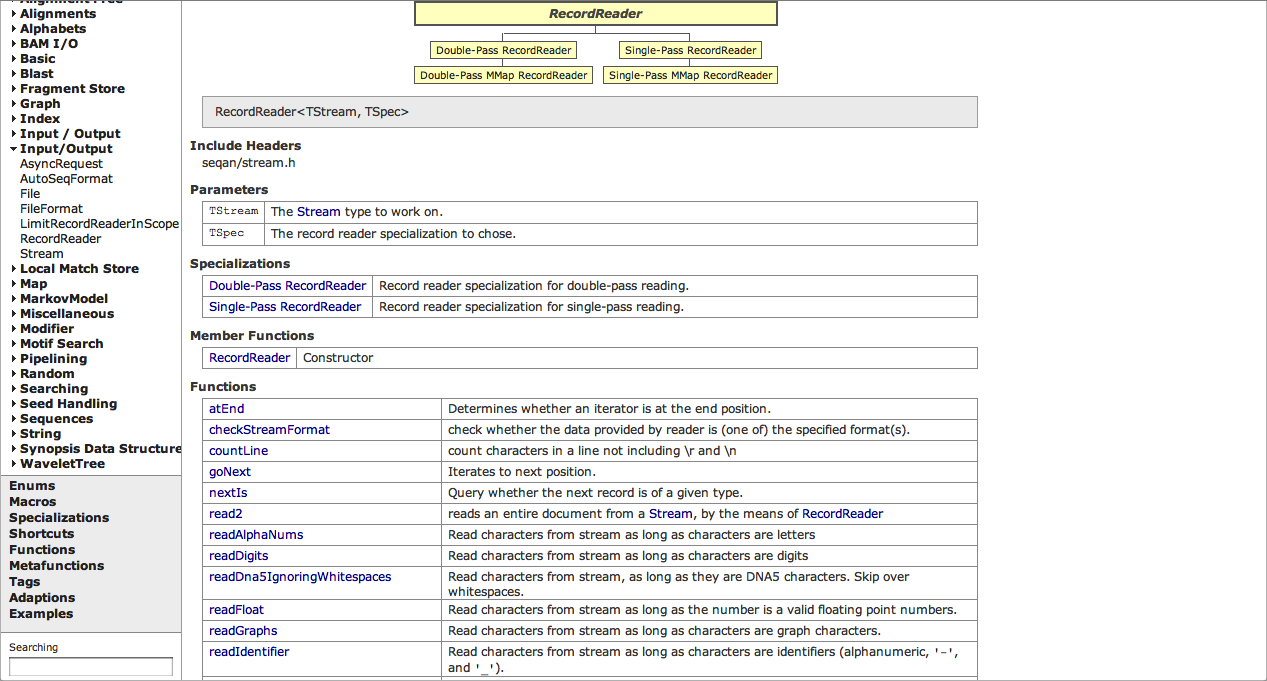 Alignments
Alphabets
BAM I/O
Basic
Blast
Fragment Store
Graph
Index
Input / Output
Input/Output
AsyncRequest
AutoSeqFormat
File
FileFormat
LimitRecordReaderInScope
RecordReader
Stream
Local Match Store
Map
MarkovModel
Miscellaneous
Modifier
Motif Search
Pipelining
Random
Searching
Seed Handling
Sequences
String
Synopsis Data Structure
WaveletTree
Enums
Macros
Specializations
Shortcuts
Functions
Metafunctions
Tags
Adaptions
Examples
Searching
RecordReader
Double-Pass RecordReader Single-Pass RecordReader
Double-Pass MMap RecordReader Single-Pass MMap RecordReader
RecordReader<TStream, TSpec>
Include Headers
seqan/stream.h
Parameters
TStream The Stream type to work on.
TSpec The record reader specialization to chose.
Specializations
Double-Pass RecordReader Record reader specialization for double-pass reading.
Single-Pass RecordReader Record reader specialization for single-pass reading.
Member Functions
RecordReader Constructor
Functions
atEnd Determines whether an iterator is at the end position.
checkStreamFormat check whether the data provided by reader is (one of) the specified format(s).
countLine count characters in a line not including \r and \n
goNext Iterates to next position.
nextIs Query whether the next record is of a given type.
read2 reads an entire document from a Stream, by the means of RecordReader
readAlphaNums Read characters from stream as long as characters are letters
readDigits Read characters from stream as long as characters are digits
readDna5IgnoringWhitespaces Read characters from stream, as long as they are DNA5 characters. Skip over
whitespaces.
readFloat Read characters from stream as long as the number is a valid floating point numbers.
readGraphs Read characters from stream as long as characters are graph characters.
readIdentifier Read characters from stream as long as characters are identifiers (alphanumeric, '-',
and '_').